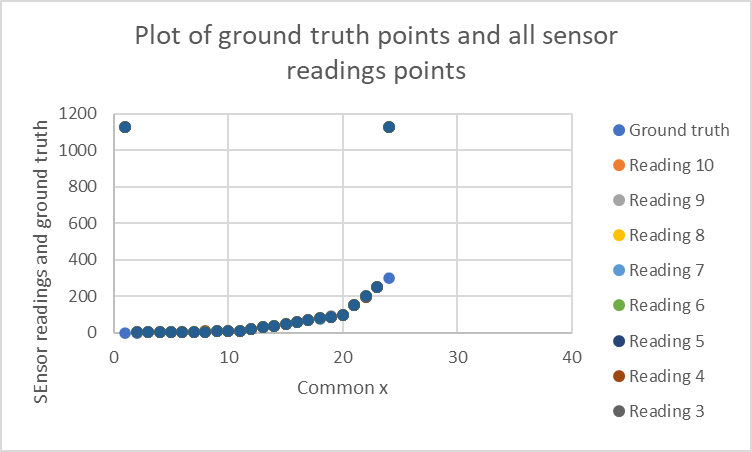 Plot of ground truth points and all sensor
readings points
SEnsor readings and ground truth
1200
1000
800
600
400
200
0
0 10 20 30 40
Common x
Ground truth
Reading 10
Reading 9
Reading 8
Reading 7
Reading 6
Reading 5
Reading 4
Reading 3